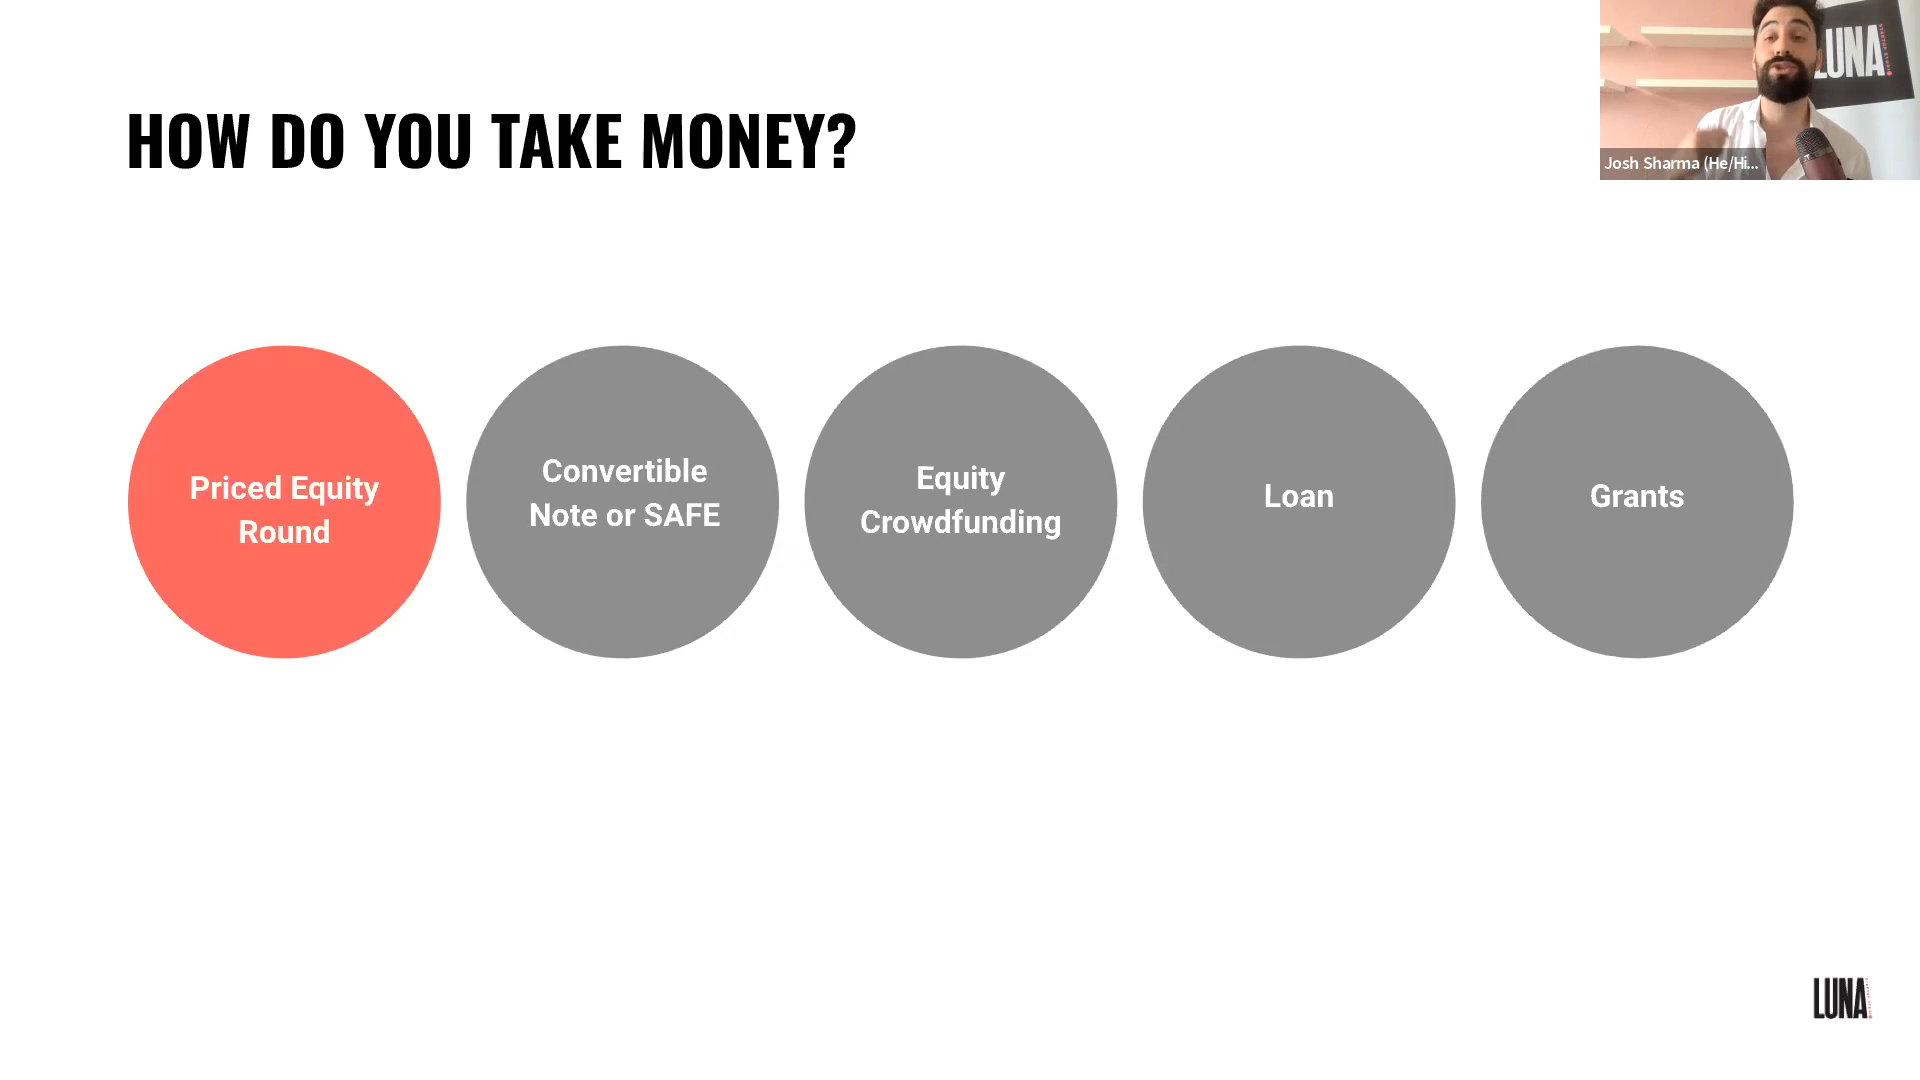 HOW DO YOU TAKE MONEY?
LUNA
Josh Sharma (He/Hi...
Priced Equity
Round
Convertible
Note or SAFE
Equity
Crowdfunding
Loan
Grants
LUNA